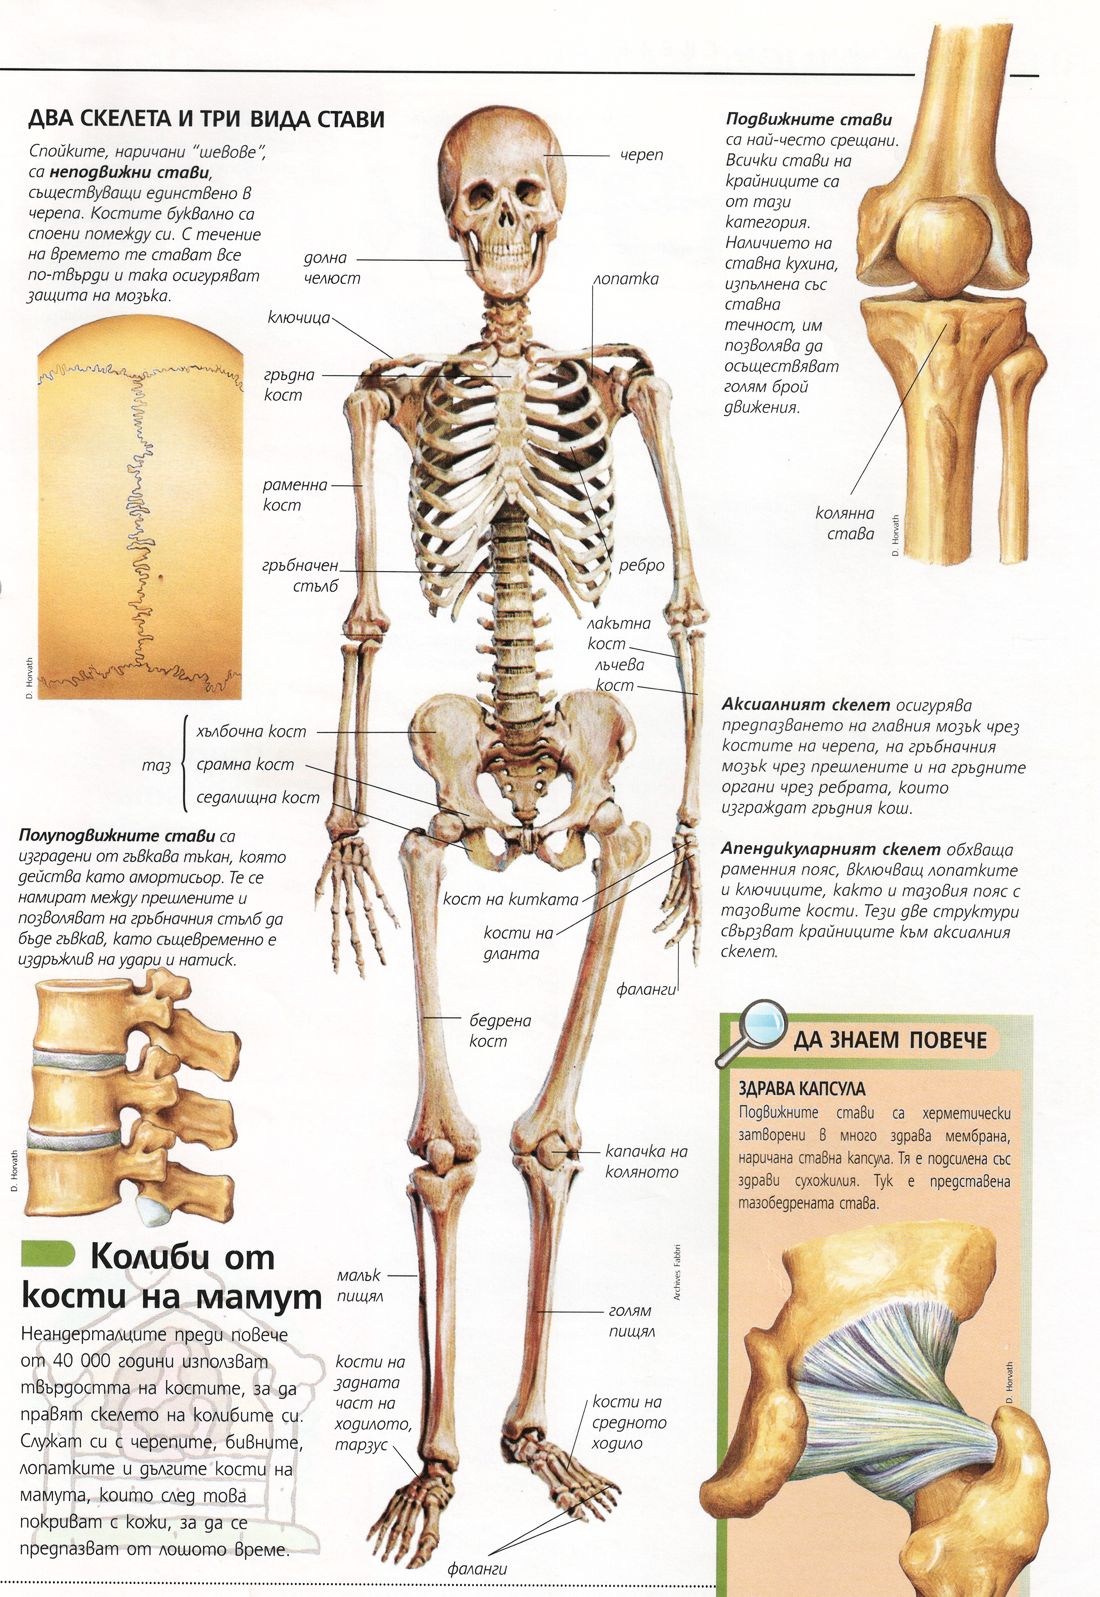 ДВА СКЕЛЕТА И ТРИ ВИДА СТАВИ
Спойките, наричани “шевове”,
са неподвижни стави,
съществуващи единствено в
черепа. Костите буквално са
споени помежду си. С течение
на времето те стават все
по-твърди и така осигуряват
защита на мозъка.
D. Horvath
Подвижните стави
са най-често срещани.
Всички стави на
крайниците са
от тази
категория.
Наличието на
ставна кухина,
изпълнена със
ставна
течност, им
позволява да
осъществяват
голям брой
движения.
колянна
става
D. Horvath
череп
долна
челюст
лопатка
ключица
гръдна
кост
раменна
кост
гръбначен
стълб
ребро
лакътна
кост
лъчева
кост
таз
хълбочна кост
срамна кост
седалищна кост
кост на китката
кости на
дланта
фаланги
бедрена
кост
капачка на
коляното
малък
пищял
голям
пищял
кости на
задната
част на
ходилото,
тарзус
кости на
средното
ходило
фаланги
Archives Fabbri
Полуподвижните стави са
изградени от гъвкава тъкан, която
действа като амортисьор. Те се
намират между прешлените и
позволяват на гръбначния стълб да
бъде гъвкав, като същевременно е
издръжлив на удари и натиск.
D. Horvath
Аксиалният скелет осигурява
предпазването на главния мозък чрез
костите на черепа, на гръбначния
мозък чрез прешлените и на гръдните
органи чрез ребрата, които
изграждат гръдния кош.
Апендикуларният скелет обхваща
раменния пояс, включващ лопатките
и ключиците, както и тазовия пояс с
тазовите кости. Тези две структури
свързват крайниците към аксиалния
скелет.
Колиби от
кости на мамут
Неандерталците преди повече
от 40 000 години използват
твърдостта на костите, за да
правят скелето на колибите си.
Служат си с черепите, бивните,
лопатките и дългите кости на
мамута, които след това
покриват с кожи, за да се
предпазват от лошото време.
ДА ЗНАЕМ ПОВЕЧЕ
ЗДРАВА КАПСУЛА
Подвижните стави са херметически
затворени в много здрава мембрана,
наричана ставна капсула. Тя е подсилена със
здрави сухожилия. Тук е представена
тазобедрената става.
D. Horvath